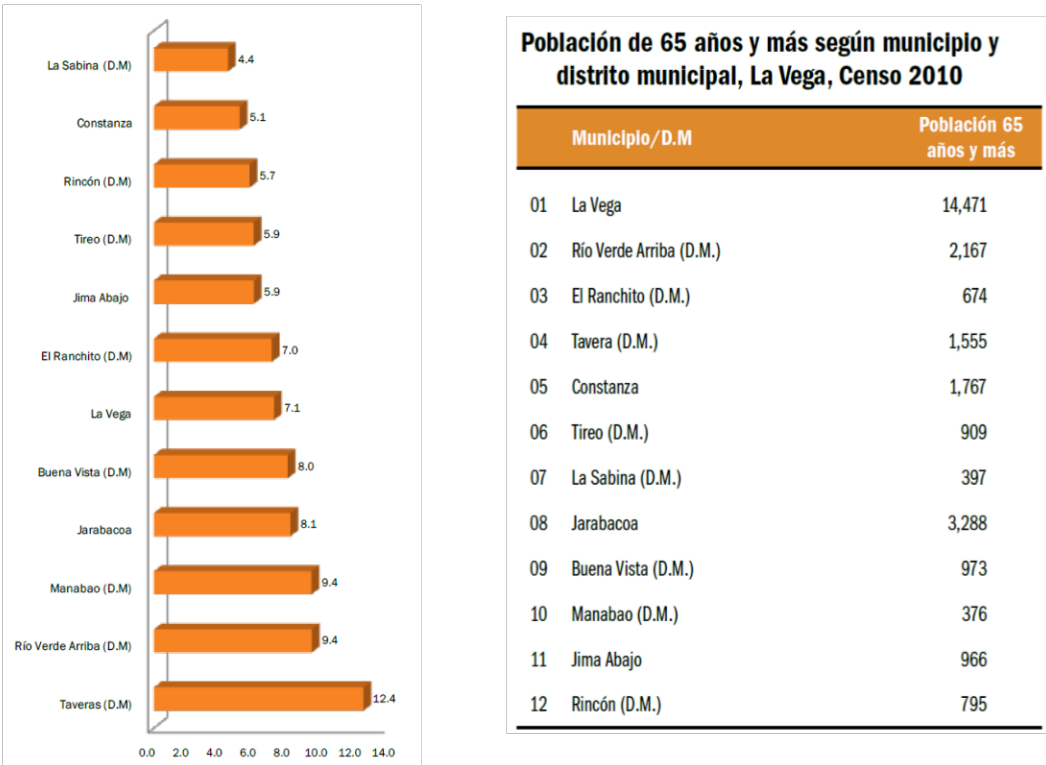 La Sabina (D.M)
4.4
Constanza
5.1
Rincón (D.M)
5.7
Tireo (D.M)
5.9
Jima Abajo
5.9
El Ranchito (D.M)
7.0
La Vega
7.1
Buena Vista (D.M)
8.0
Jarabacoa
8.1
Manabao (D.M)
9.4
Río Verde Arriba (D.M)
9.4
Taveras (D.M)
12.4
0.0 2.0 4.0 6.0 8.0 10.0 12.0 14.0
Población de 65 años y más según municipio y
distrito municipal, La Vega, Censo 2010
Municipio/D.M Población 65
años y más
01 La Vega 14,471
02 Río Verde Arriba (D.M.) 2,167
03 El Ranchito (D.M.) 674
04 Tavera (D.M.) 1,555
05 Constanza 1,767
06 Tireo (D.M.) 909
07 La Sabina (D.M.) 397
08 Jarabacoa 3,288
09 Buena Vista (D.M.) 973
10 Manabao (D.M.) 376
11 Jima Abajo 966
12 Rincón (D.M.) 795